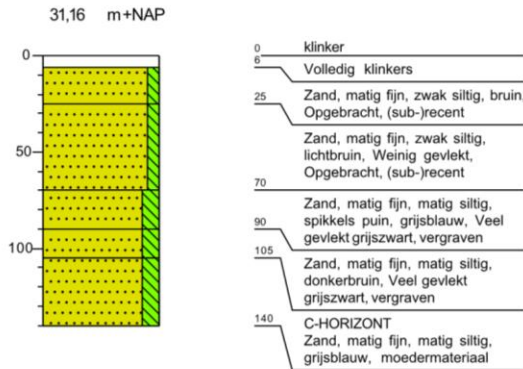 31,16 m+NAP
0
50
100
0 klinker
6
Volledig klinkers
25 Zand, matig fijn, zwak siltig, bruin,
Opgebracht, (sub-)recent
Zand, matig fijn, zwak siltig,
lichtbruin, Weinig gevlekt,
Opgebracht, (sub-)recent
70
Zand, matig fijn, matig siltig,
spikkels puin, grijsblauw, Veel
90
gevlekt grijszwart, vergraven
105
Zand, matig fijn, matig siltig,
donkerbruin, Veel gevlekt
grijszwart, vergraven
140 C-HORIZONT
Zand, matig fijn, matig siltig,
grijsblauw, moedermateriaal